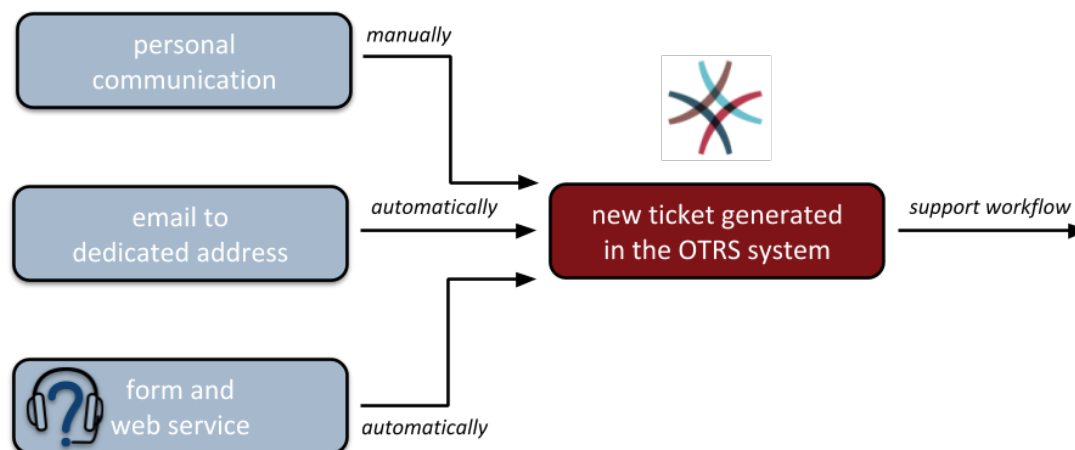 personal
communication
manually
email to
dedicated address
automatically
form and
web service
automatically
new ticket generated
in the OTRS system
support workflow